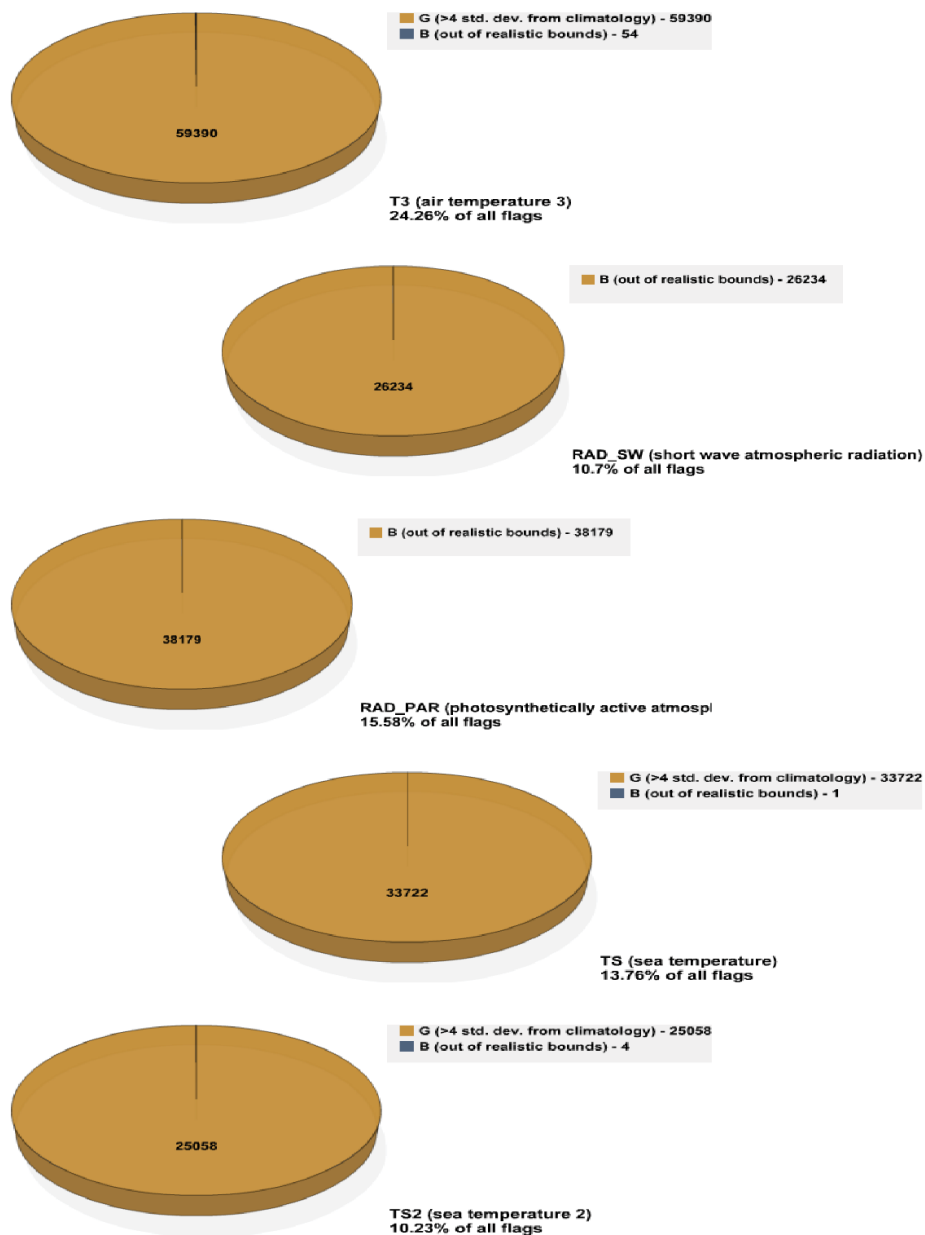 G (>4 std. dev. from climatology) - 59390
B (out of realistic bounds) - 54
59390
T3 (air temperature 3)
24.26% of all flags
B (out of realistic bounds) - 26234
26234
RAD_SW (short wave atmospheric radiation)
10.7% of all flags
B (out of realistic bounds) - 38179
38179
RAD_PAR (photosynthetically active atmospl
15.58% of all flags
G (>4 std. dev. from climatology) - 33722
B (out of realistic bounds) - 1
33722
TS (sea temperature)
13.76% of all flags
G (>4 std. dev. from climatology) - 25058
B (out of realistic bounds) - 4
25058
TS2 (sea temperature 2)
10.23% of all flags